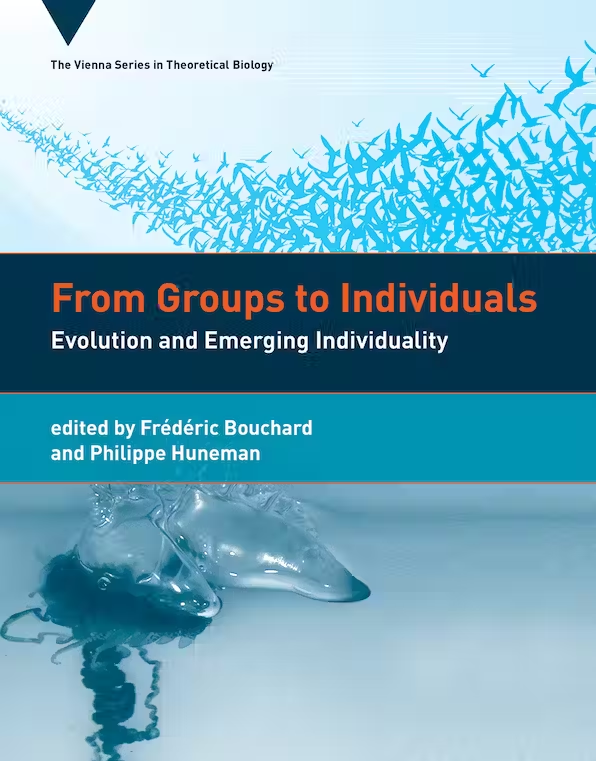 The Vienna Series in Theoretical Biology
From Groups to Individuals
Evolution and Emerging Individuality
edited by Frédéric Bouchard
and Philippe Huneman